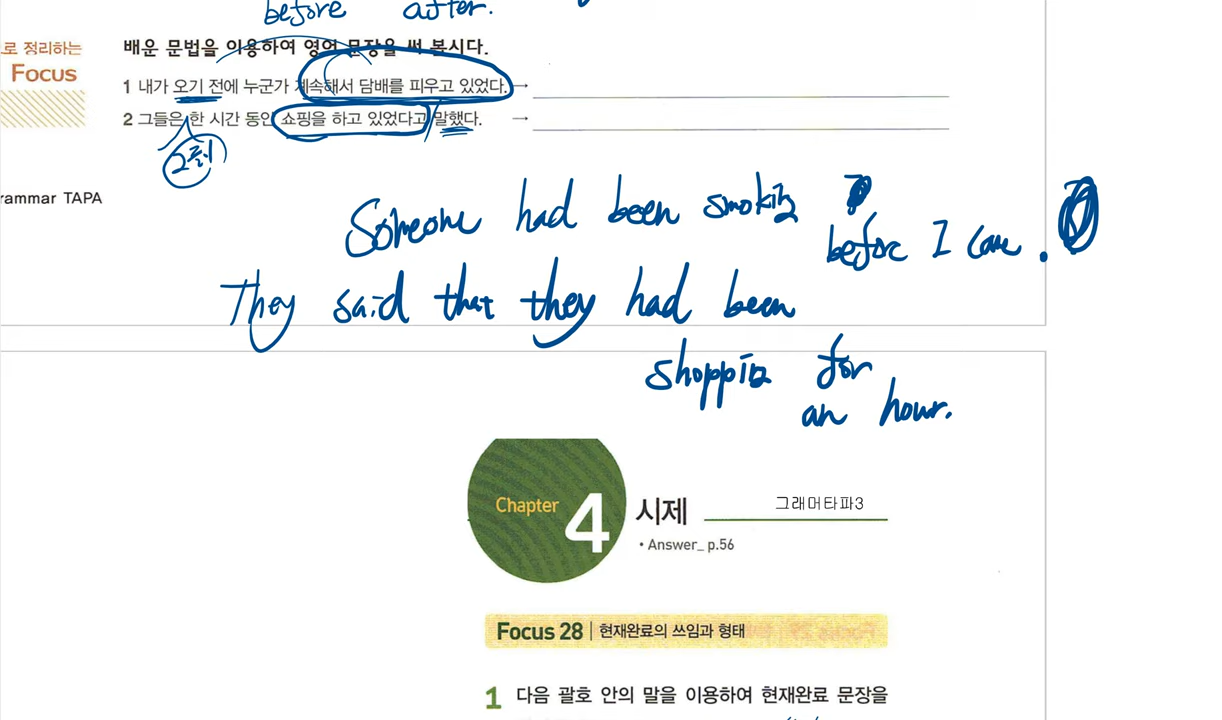 before after.
로 정리하는
Focus
배운 문법을 이용하여 영어 문장을 써 봅시다.
1 내가 오기 전에 누군가 계속해서 담배를 피우고 있었다. →
2 그들은 한 시간 동안 쇼핑을 하고 있었다고 말했다. →
rammar TAPA
Someone had been smoking
before I came.
They said that they had been
shopping for
an hour.
Chapter 4 시제 그래머타파3
• Answer_ p.56
Focus 28 | 현재완료의 쓰임과 형태
1 다음 괄호 안의 말을 이용하여 현재완료 문장을